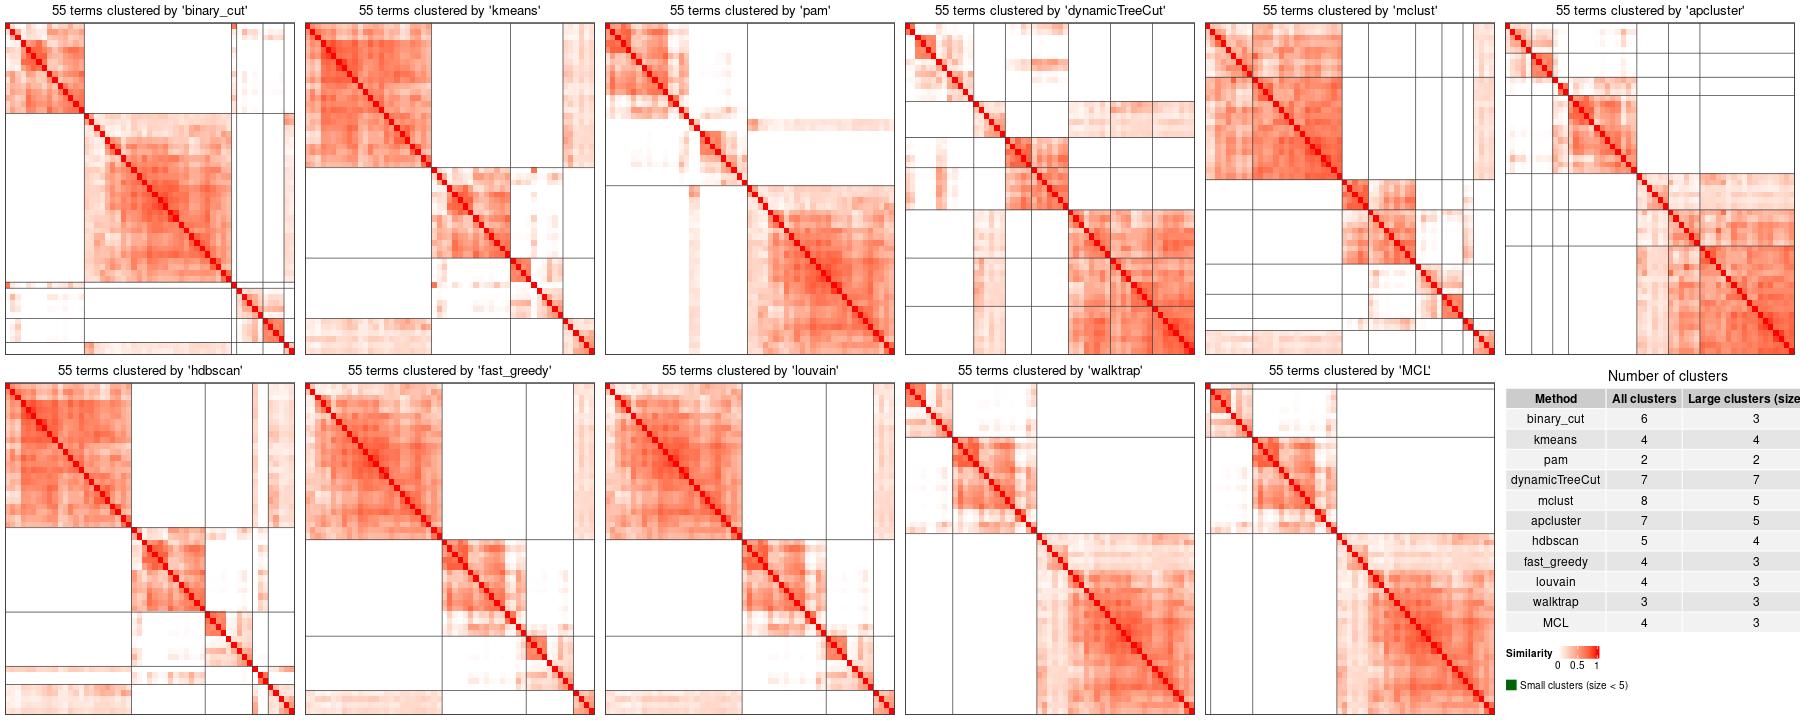 55 terms clustered by 'binary_cut'
55 terms clustered by 'kmeans'
55 terms clustered by 'pam'
55 terms clustered by 'dynamicTreeCut'
55 terms clustered by 'mclust'
55 terms clustered by 'apcluster'
55 terms clustered by 'hdbscan'
55 terms clustered by 'fast_greedy'
55 terms clustered by 'louvain'
55 terms clustered by 'walktrap'
55 terms clustered by 'MCL'
Number of clusters
Method All clusters Large clusters (size
binary_cut 6 3
kmeans 4 4
pam 2 2
dynamicTreeCut 7 7
mclust 8 5
apcluster 7 5
hdbscan 5 4
fast_greedy 4 3
louvain 4 3
walktrap 3 3
MCL 4 3
Similarity
0 0.5 1
Small clusters (size < 5)